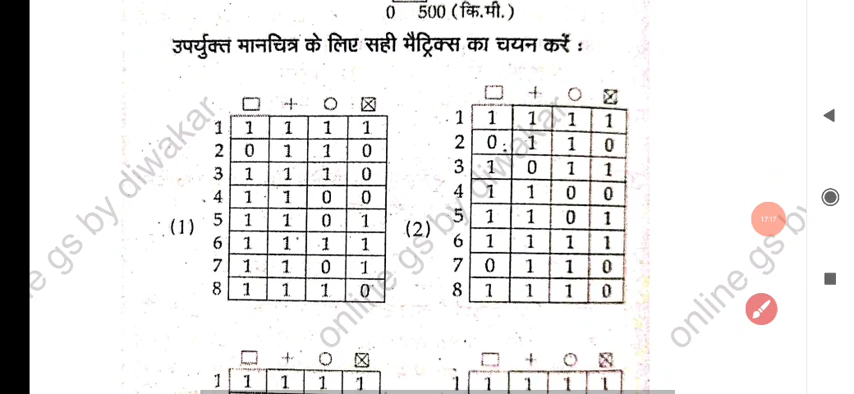 0 500 (कि.मी.)
उपर्युक्त मानचित्र के लिए सही मैट्रिक्स का चयन करें :
□ + ○ ☒
1 1 1 1 1
2 0 1 1 0
3 1 1 1 0
4 1 1 0 0
(1) 5 1 1 0 1
6 1 1 1 1
7 1 1 0 1
8 1 1 1 0
□ + ○ ☒
1 1 1 1 1
2 0 1 1 0
3 1 0 1 1
4 1 1 0 0
(2) 5 1 1 0 1
6 1 1 1 1
7 0 1 1 0
8 1 1 1 0
□ + ○ ☒
1 1 1 1 1
□ + ○ ☒
1 1 1 1 1
e gs by diwakar
online gs by diwakar
online gs by
17:17